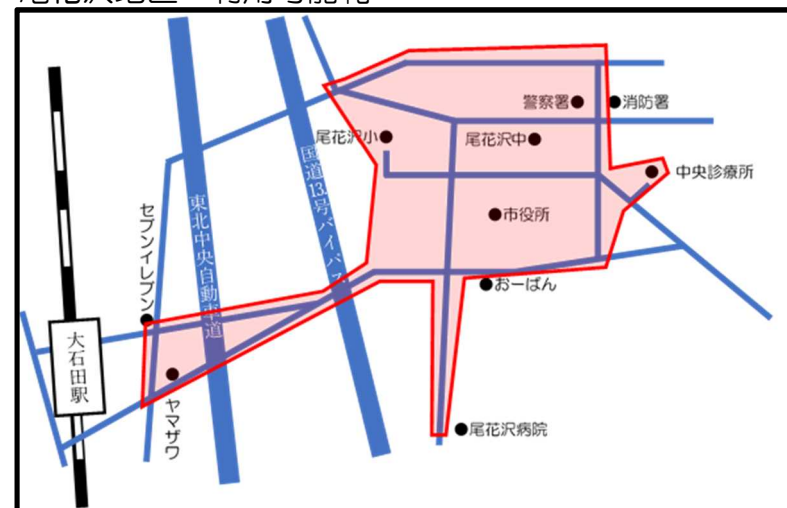 警察署
消防署
尾花沢小
尾花沢中
中央診療所
国道13号バイパス
東北中央自動車道
セブンイレブン
市役所
おーばん
大石田駅
ヤマザワ
尾花沢病院